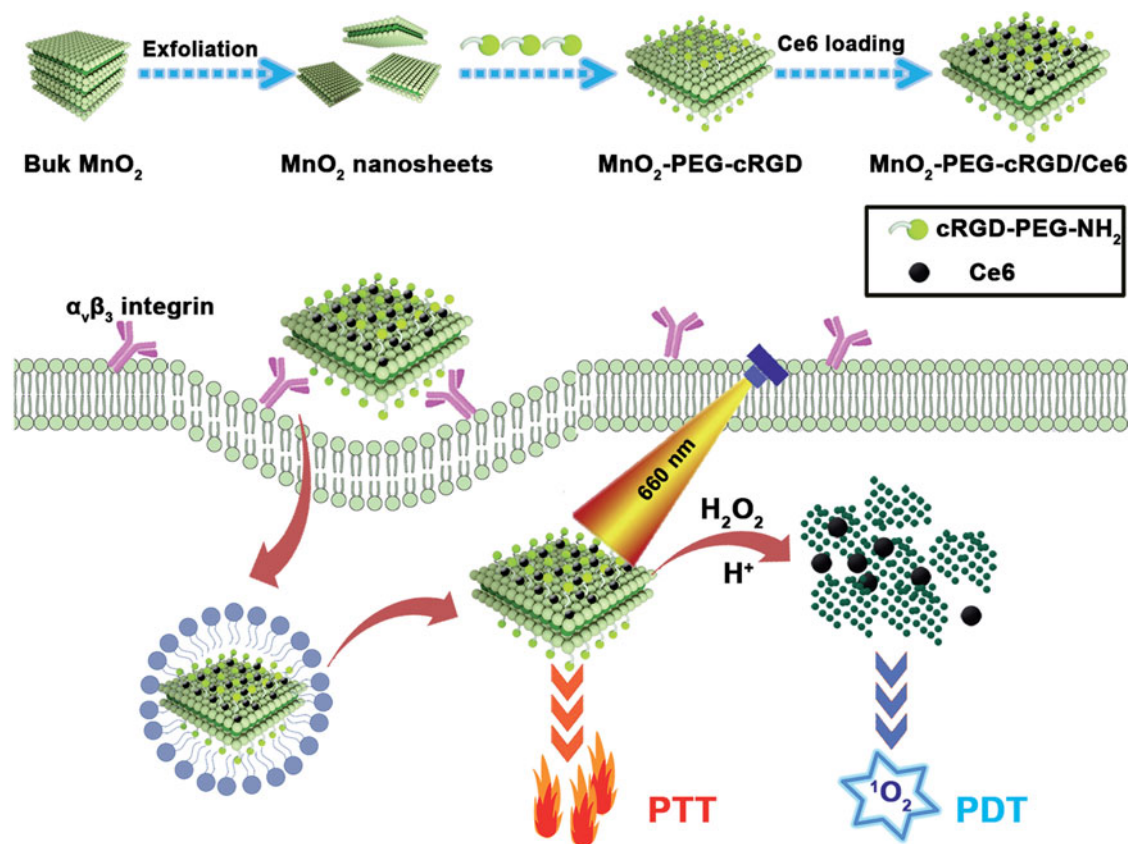 Exfoliation
Ce6 loading
Buk MnO₂
MnO₂ nanosheets
MnO₂-PEG-cRGD
MnO₂-PEG-cRGD/Ce6
cRGD-PEG-NH₂
Ce6
αᵥβ₃ integrin
660 nm
H₂O₂
H⁺
PTT
¹O₂
PDT